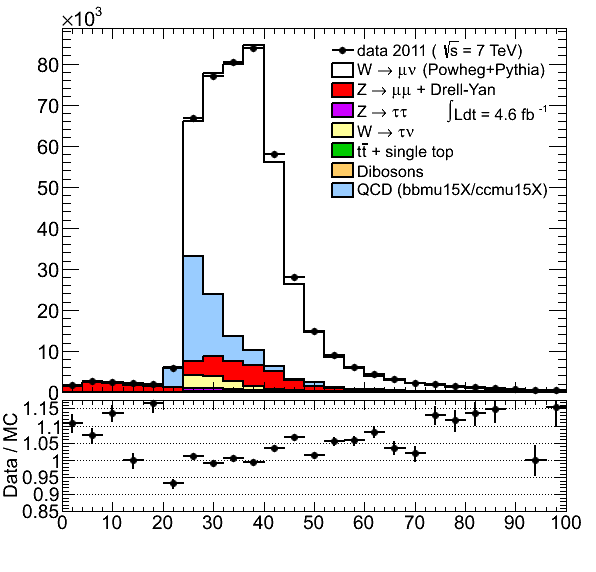 ×10³
80
70
60
50
40
30
20
10
0
data 2011 ( √s = 7 TeV)
W → μν (Powheg+Pythia)
Z → μμ + Drell-Yan
Z → ττ ∫Ldt = 4.6 fb⁻¹
W → τν
tt̄ + single top
Dibosons
QCD (bbmu15X/ccmu15X)
Data / MC
1.15
1.1
1.05
1
0.95
0.9
0.85
0 10 20 30 40 50 60 70 80 90 100